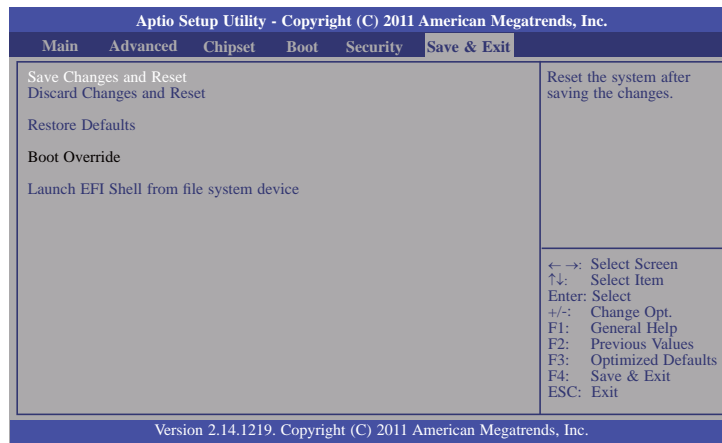 Aptio Setup Utility - Copyright (C) 2011 American Megatrends, Inc.
Main Advanced Chipset Boot Security Save & Exit
Save Changes and Reset
Discard Changes and Reset
Restore Defaults
Boot Override
Launch EFI Shell from file system device
Reset the system after
saving the changes.
← →: Select Screen
↑↓: Select Item
Enter: Select
+/-: Change Opt.
F1: General Help
F2: Previous Values
F3: Optimized Defaults
F4: Save & Exit
ESC: Exit
Version 2.14.1219. Copyright (C) 2011 American Megatrends, Inc.